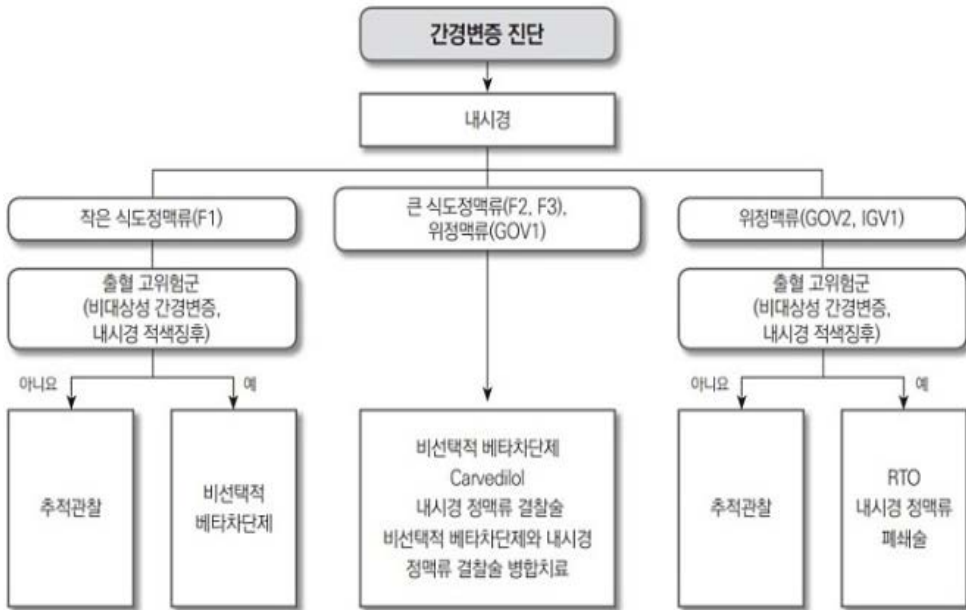 간경변증 진단
내시경
작은 식도정맥류(F1)
큰 식도정맥류(F2, F3),
위정맥류(GOV1)
위정맥류(GOV2, IGV1)
출혈 고위험군
(비대상성 간경변증,
내시경 적색징후)
출혈 고위험군
(비대상성 간경변증,
내시경 적색징후)
아니요
예
아니요
예
추적관찰
비선택적
베타차단제
비선택적 베타차단제
Carvedilol
내시경 정맥류 결찰술
비선택적 베타차단제와 내시경
정맥류 결찰술 병합치료
추적관찰
RTO
내시경 정맥류
폐쇄술